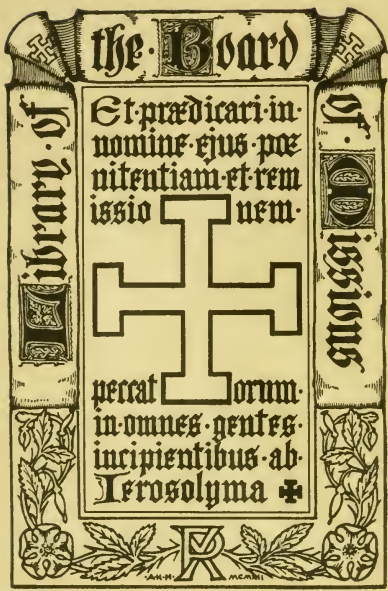 Library·of
the·Board
of·Missions
Et·prædicari·in·
nomine·ejus·pœ
nitentiam·et·rem
issio nem·
peccat orum·
in·omnes·gentes·
incipientibus·ab·
Ierosolyma